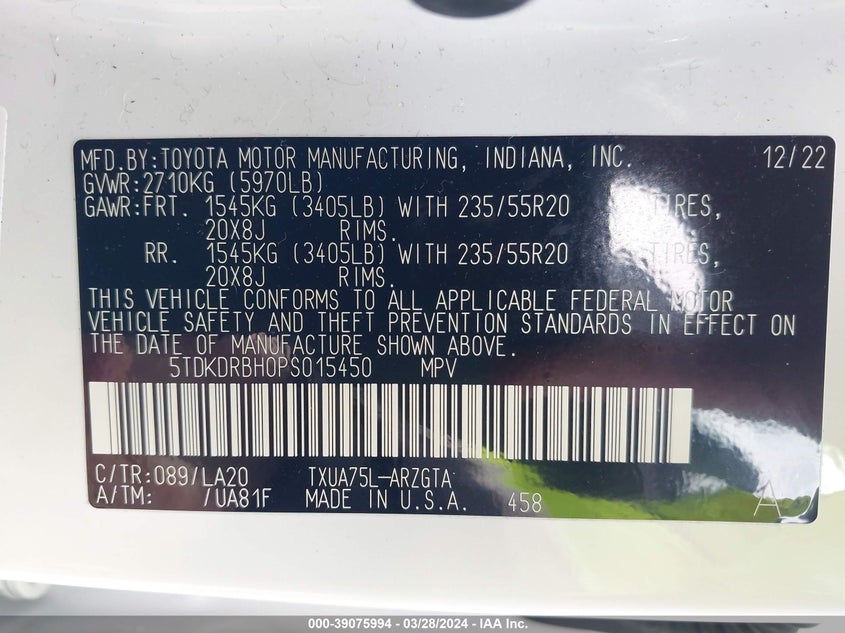 MFD.BY:TOYOTA MOTOR MANUFACTURING, INDIANA, INC. 12/22
GVWR:2710KG (5970LB)
GAWR:FRT. 1545KG (3405LB) WITH 235/55R20 TIRES,
20X8J RIMS.
RR. 1545KG (3405LB) WITH 235/55R20 TIRES,
20X8J RIMS.
THIS VEHICLE CONFORMS TO ALL APPLICABLE FEDERAL MOTOR
VEHICLE SAFETY AND THEFT PREVENTION STANDARDS IN EFFECT ON
THE DATE OF MANUFACTURE SHOWN ABOVE.
5TDKDRBH0PS015450 MPV
C/TR:089/LA20 TXUA75L-ARZGTA
A/TM: /UA81F MADE IN U.S.A. 458
000-39075994 / 03/28/2024 - IAA Inc.